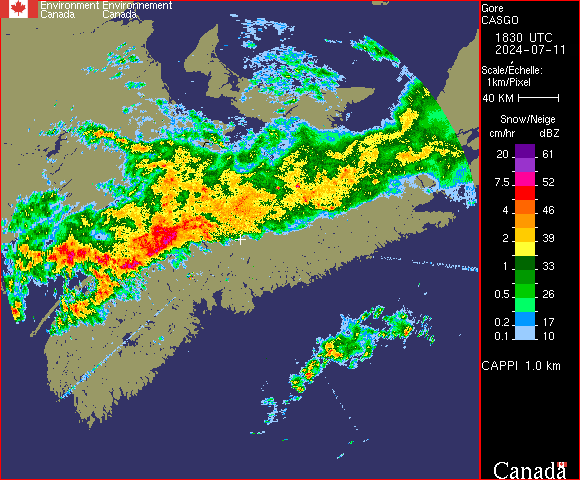 Environment Environnement
Canada Canada
Gore
CASGO
1830 UTC
2024-07-11
Scale/Échelle:
1km/Pixel
40 KM
Snow/Neige
cm/hr dBZ
20 61
7.5 52
4 46
2 39
1 33
0.5 26
0.2 17
0.1 10
CAPPI 1.0 km
Canada